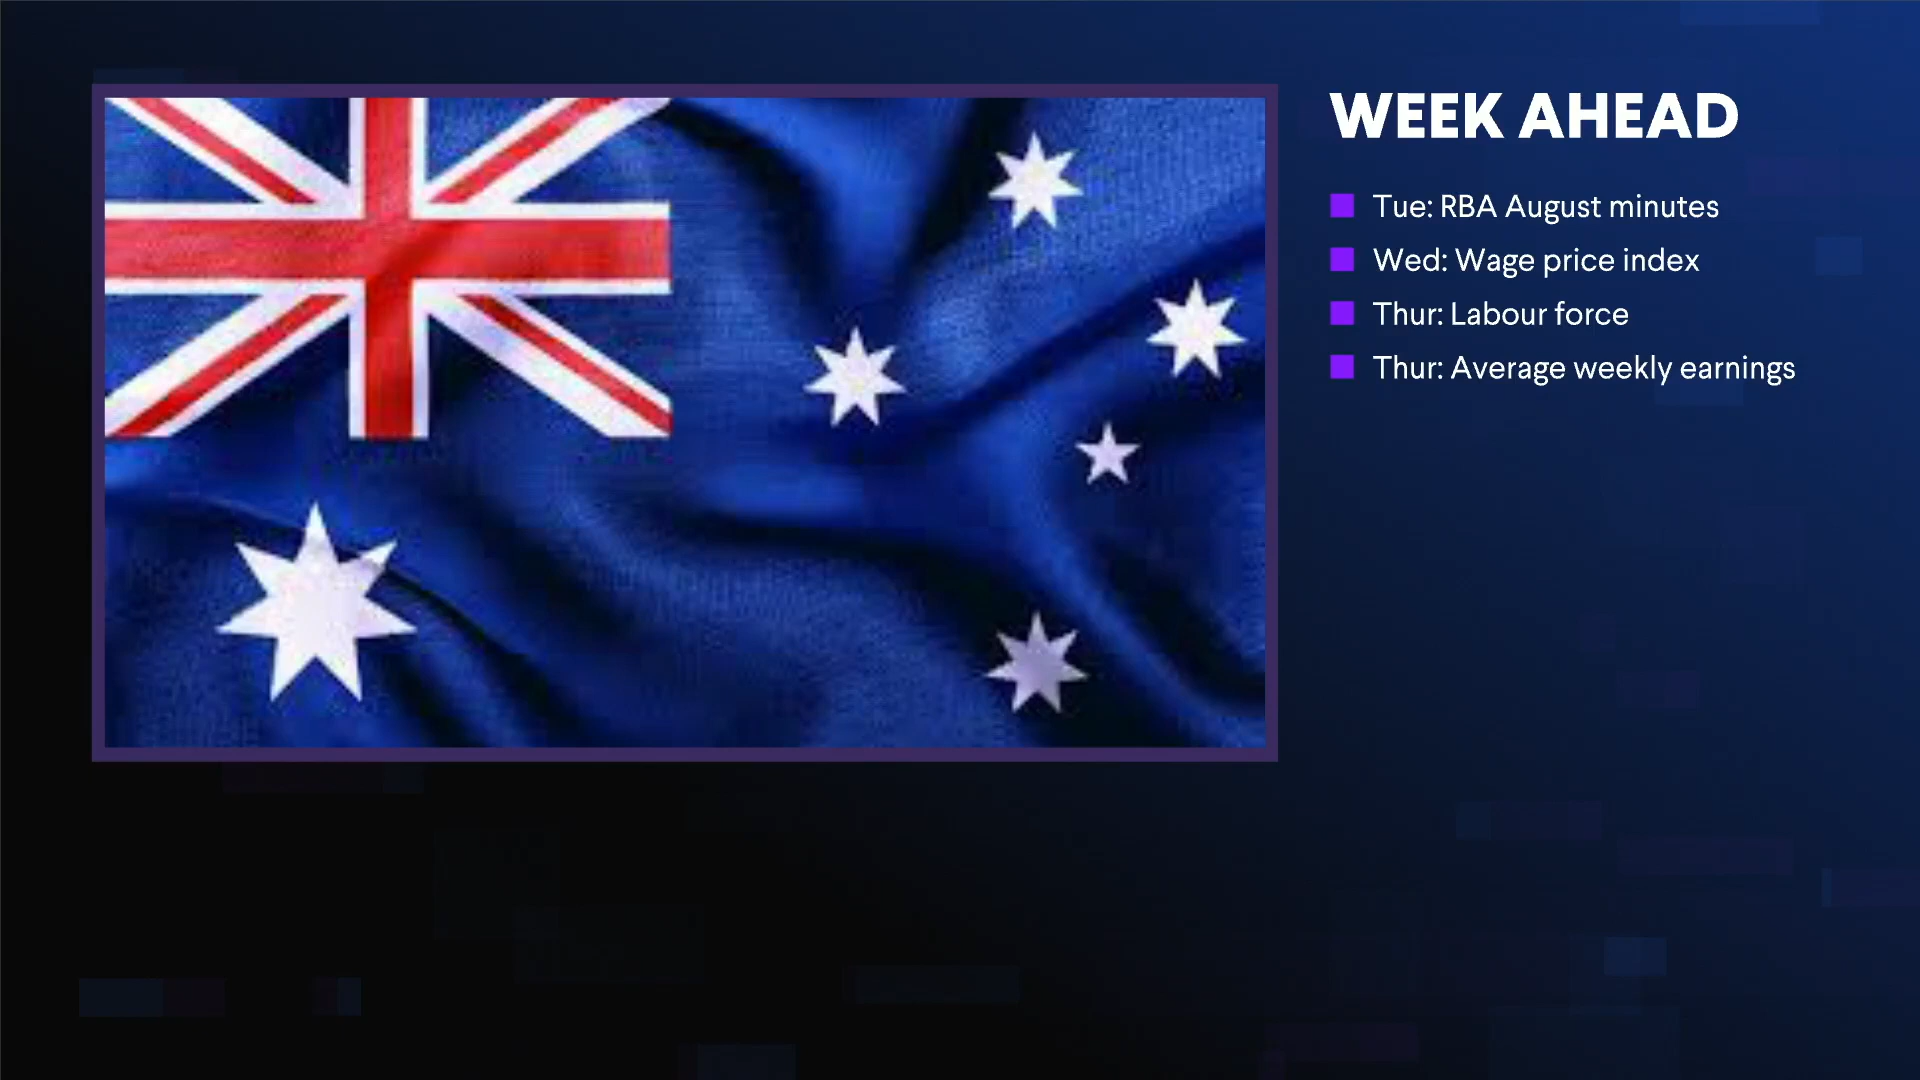 WEEK AHEAD
Tue: RBA August minutes
Wed: Wage price index
Thur: Labour force
Thur: Average weekly earnings